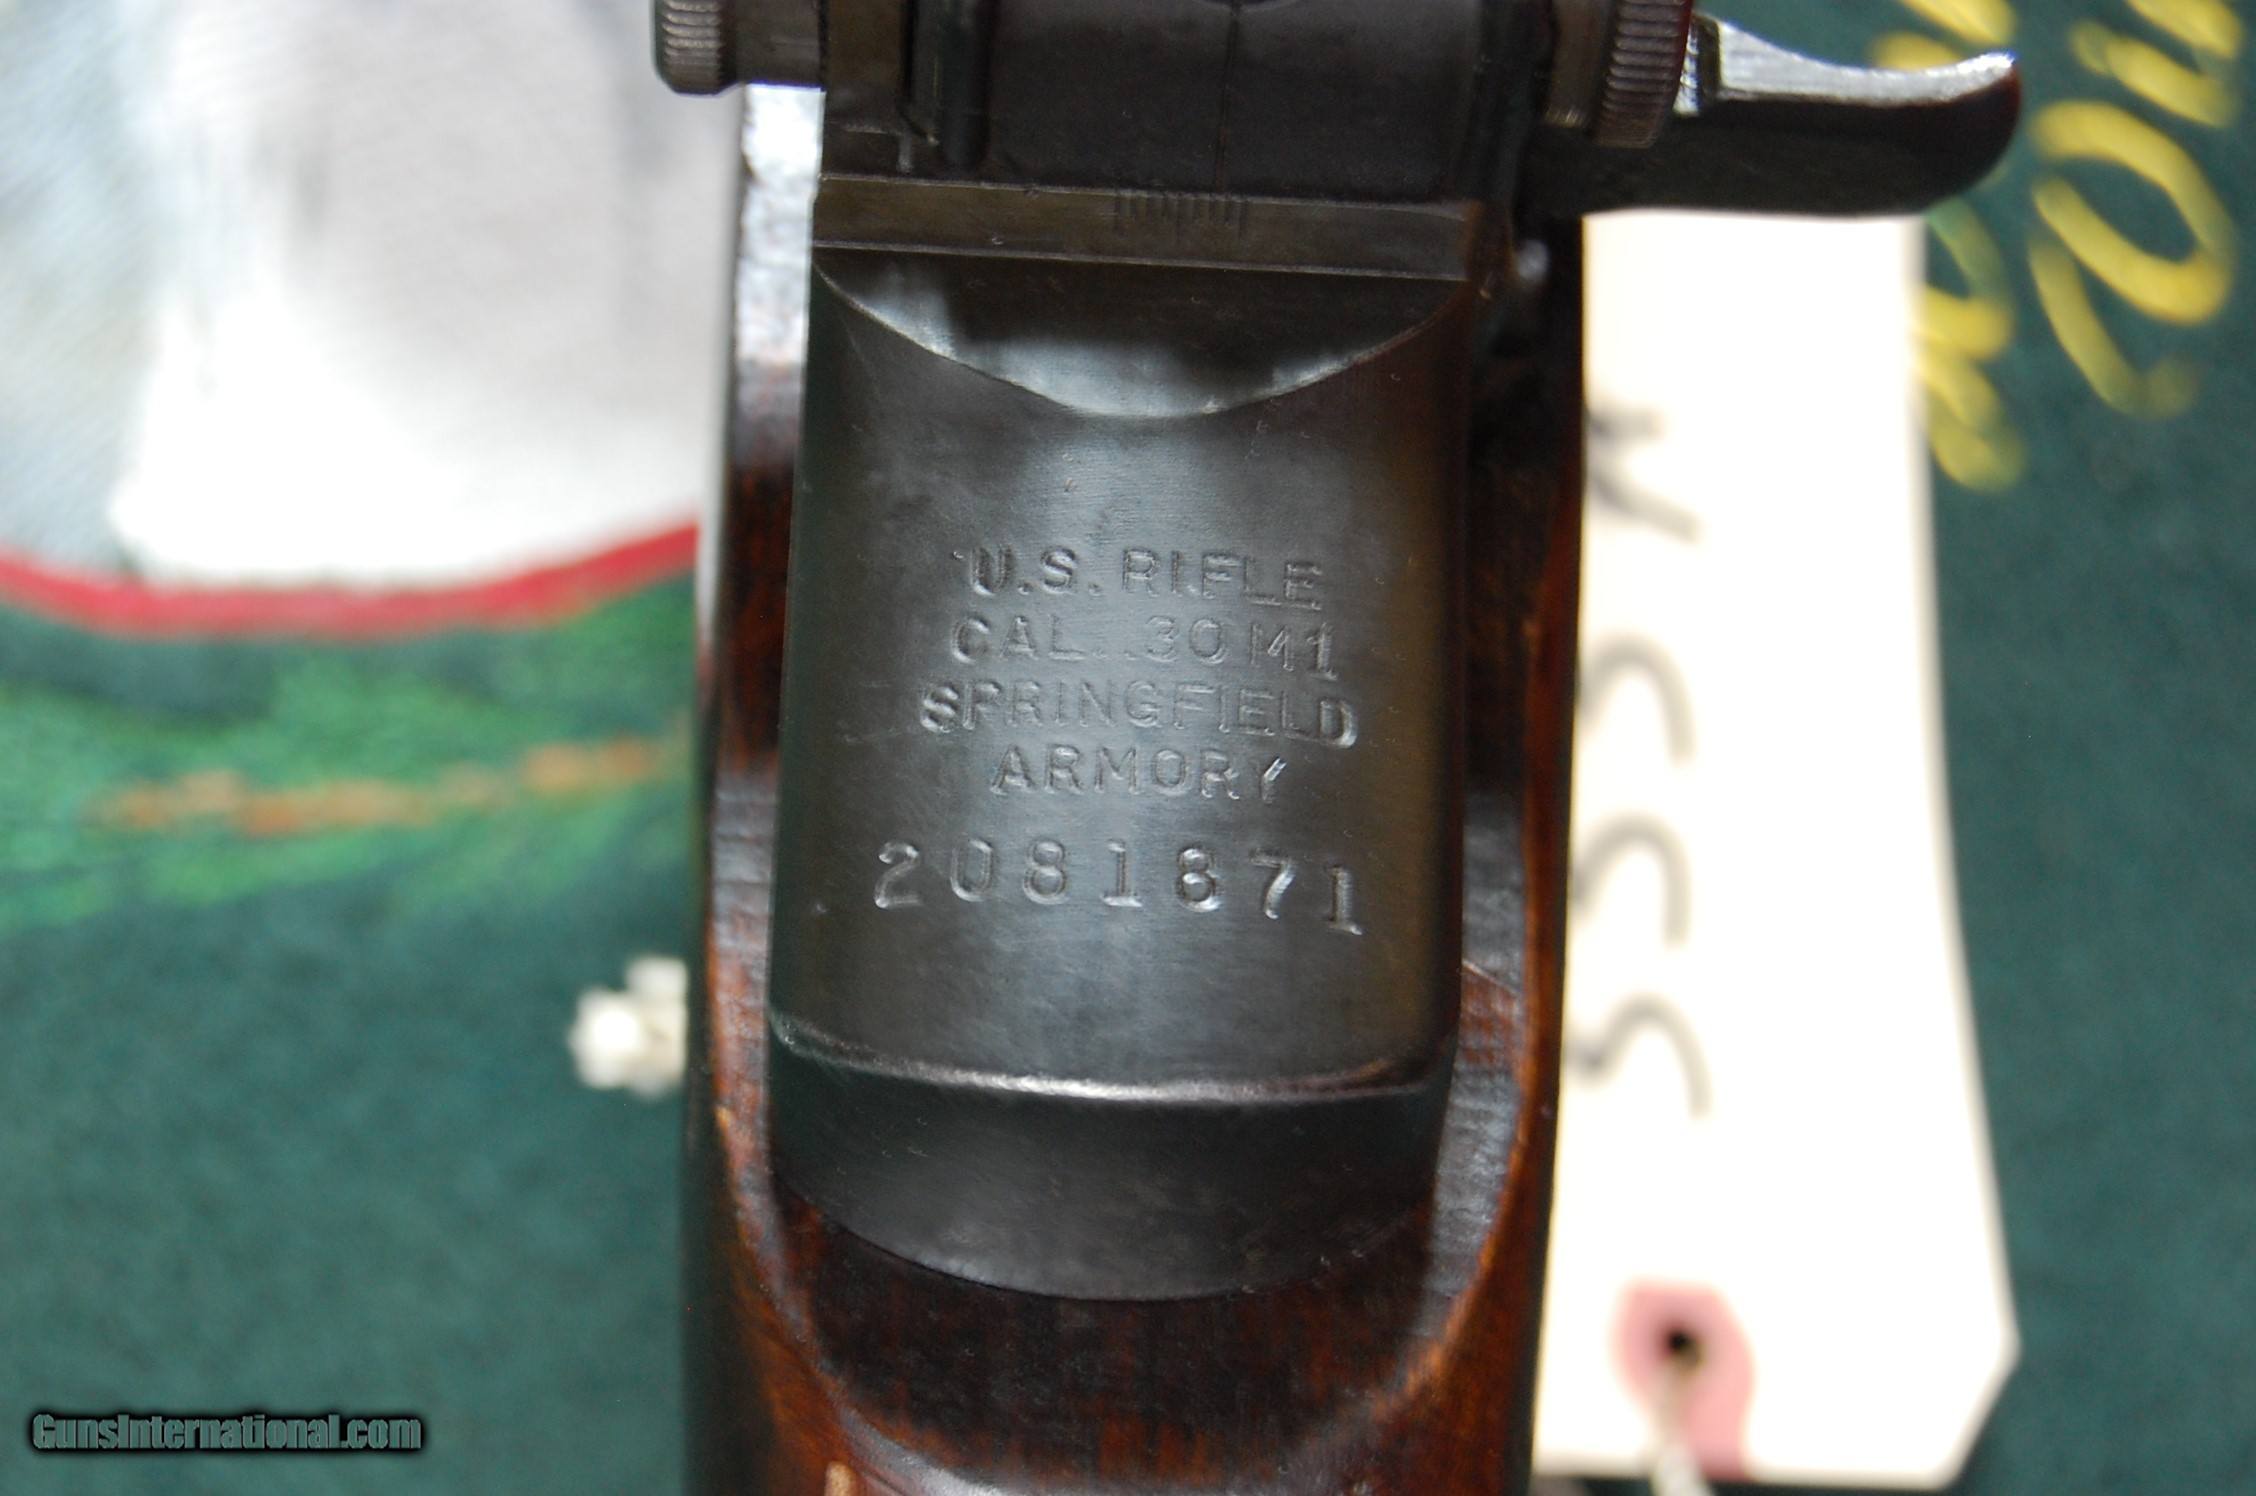 U.S. RIFLE
CAL. .30 M1
SPRINGFIELD
ARMORY
2081871
GunsInternational.com